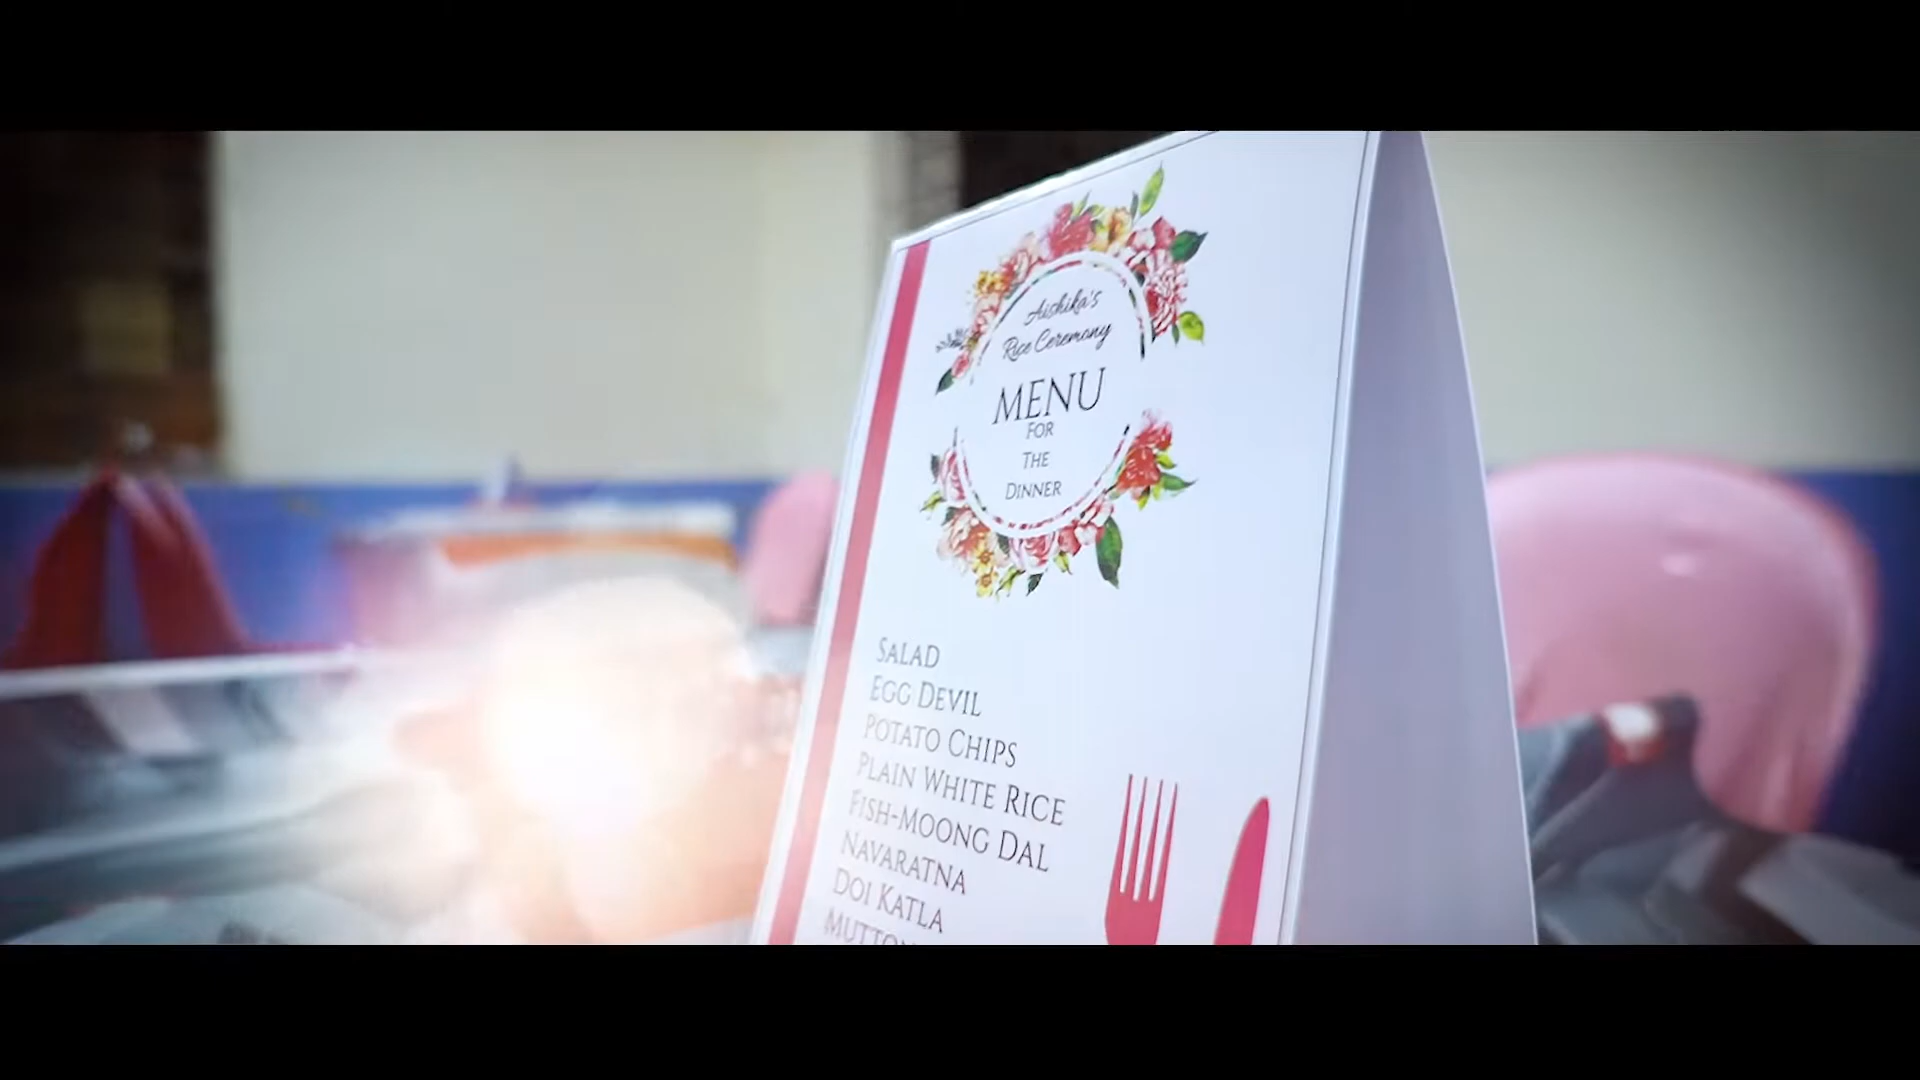 Aishika's
Rice Ceremony
MENU
FOR
THE
DINNER
SALAD
EGG DEVIL
POTATO CHIPS
PLAIN WHITE RICE
FISH-MOONG DAL
NAVARATNA
DOI KATLA
MUTTON